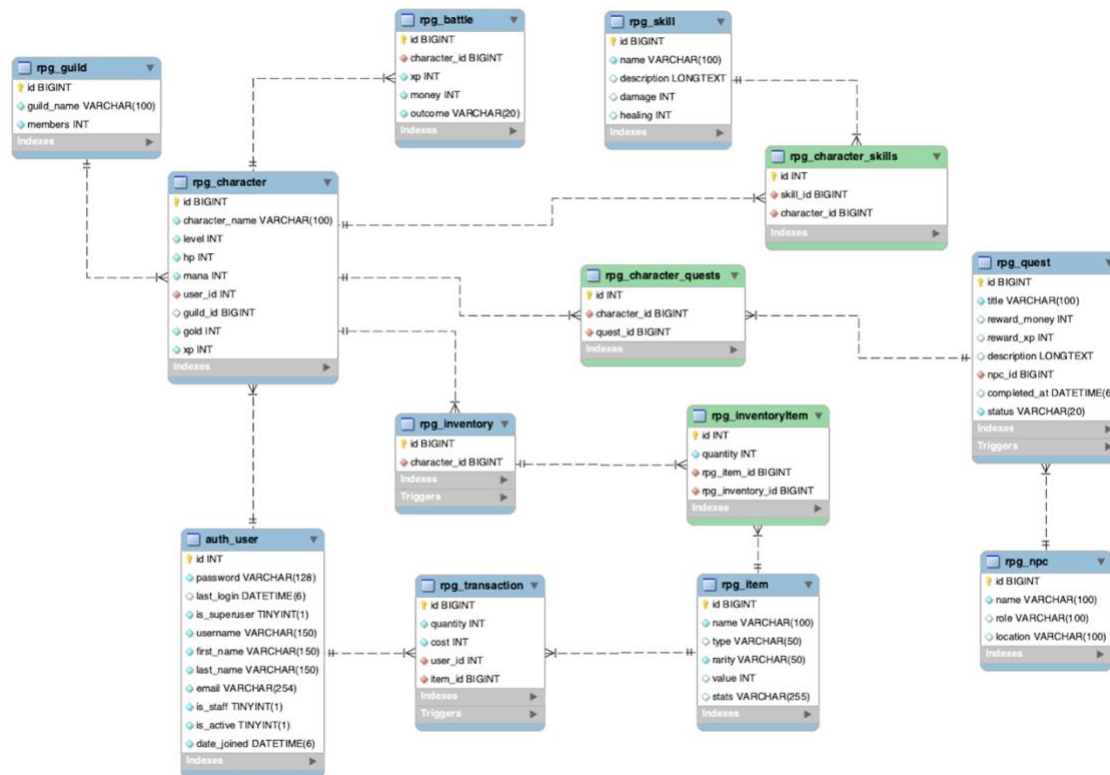 rpg_guild
id BIGINT
guild_name VARCHAR(100)
members INT
Indexes
rpg_battle
id BIGINT
character_id BIGINT
xp INT
money INT
outcome VARCHAR(20)
Indexes
rpg_skill
id BIGINT
name VARCHAR(100)
description LONGTEXT
damage INT
healing INT
Indexes
rpg_character
id BIGINT
character_name VARCHAR(100)
level INT
hp INT
mana INT
user_id INT
guild_id BIGINT
gold INT
xp INT
Indexes
rpg_character_skills
id INT
skill_id BIGINT
character_id BIGINT
Indexes
rpg_character_quests
id INT
character_id BIGINT
quest_id BIGINT
Indexes
rpg_quest
id BIGINT
title VARCHAR(100)
reward_money INT
reward_xp INT
description LONGTEXT
npc_id BIGINT
completed_at DATETIME(6
status VARCHAR(20)
Indexes
Triggers
rpg_inventory
id BIGINT
character_id BIGINT
Indexes
Triggers
rpg_inventoryItem
id INT
quantity INT
rpg_item_id BIGINT
rpg_inventory_id BIGINT
Indexes
auth_user
id INT
password VARCHAR(128)
last_login DATETIME(6)
is_superuser TINYINT(1)
username VARCHAR(150)
first_name VARCHAR(150)
last_name VARCHAR(150)
email VARCHAR(254)
is_staff TINYINT(1)
is_active TINYINT(1)
date_joined DATETIME(6)
Indexes
rpg_transaction
id BIGINT
quantity INT
cost INT
user_id INT
item_id BIGINT
Indexes
Triggers
rpg_item
id BIGINT
name VARCHAR(100)
type VARCHAR(50)
rarity VARCHAR(50)
value INT
stats VARCHAR(255)
Indexes
rpg_npc
id BIGINT
name VARCHAR(100)
role VARCHAR(100)
location VARCHAR(100)
Indexes